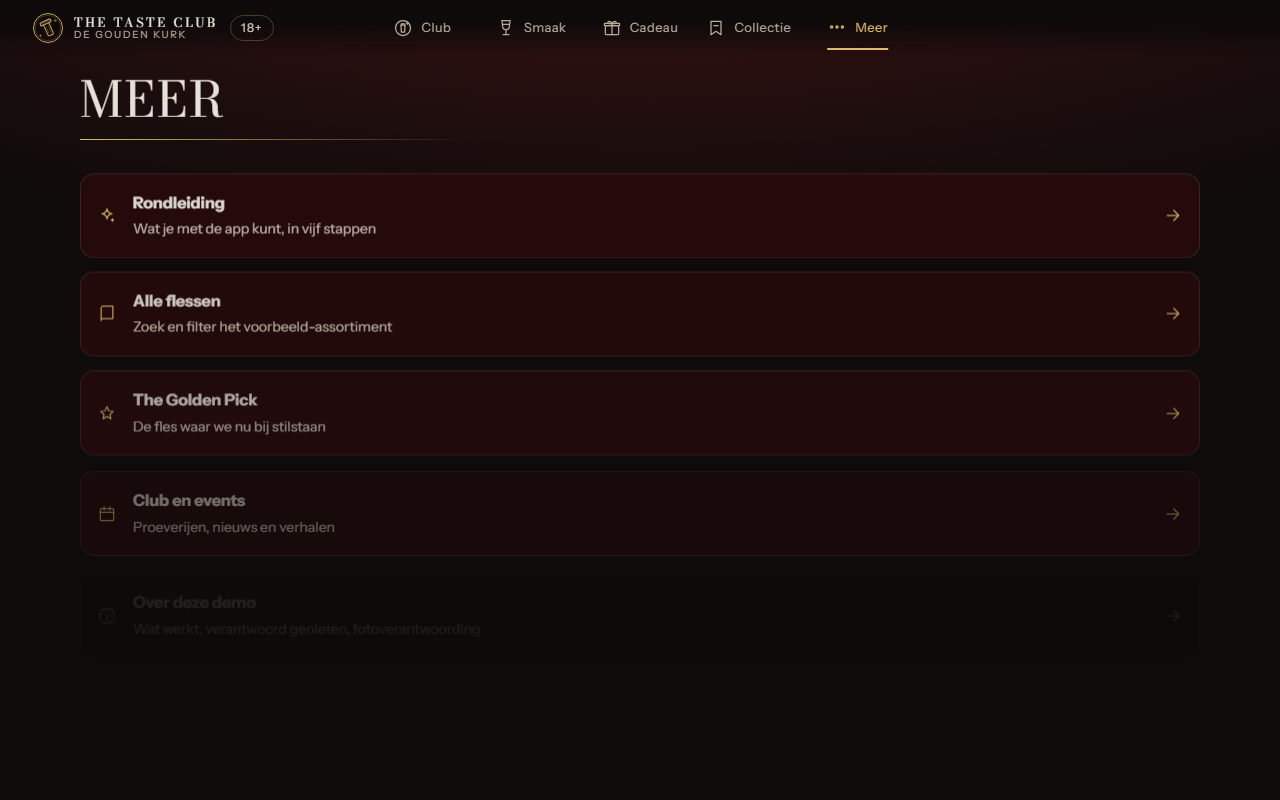 THE TASTE CLUB
DE GOUDEN KURK
18+
Club
Smaak
Cadeau
Collectie
Meer
MEER
Rondleiding
Wat je met de app kunt, in vijf stappen
Alle flessen
Zoek en filter het voorbeeld-assortiment
The Golden Pick
De fles waar we nu bij stilstaan
Club en events
Proeverijen, nieuws en verhalen
Over deze demo
Wat werkt, verantwoord genieten, fotoverantwoording